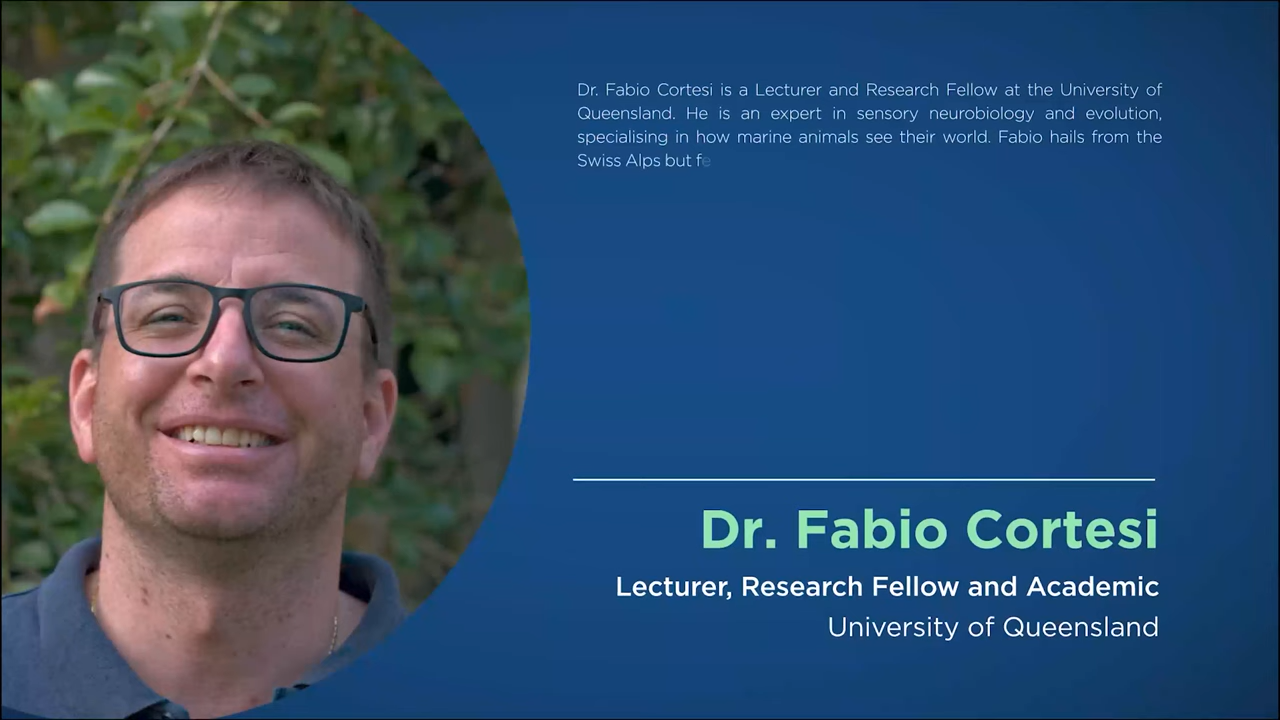 Dr. Fabio Cortesi is a Lecturer and Research Fellow at the University of
Queensland. He is an expert in sensory neurobiology and evolution,
specialising in how marine animals see their world. Fabio hails from the
Swiss Alps but fe
Dr. Fabio Cortesi
Lecturer, Research Fellow and Academic
University of Queensland